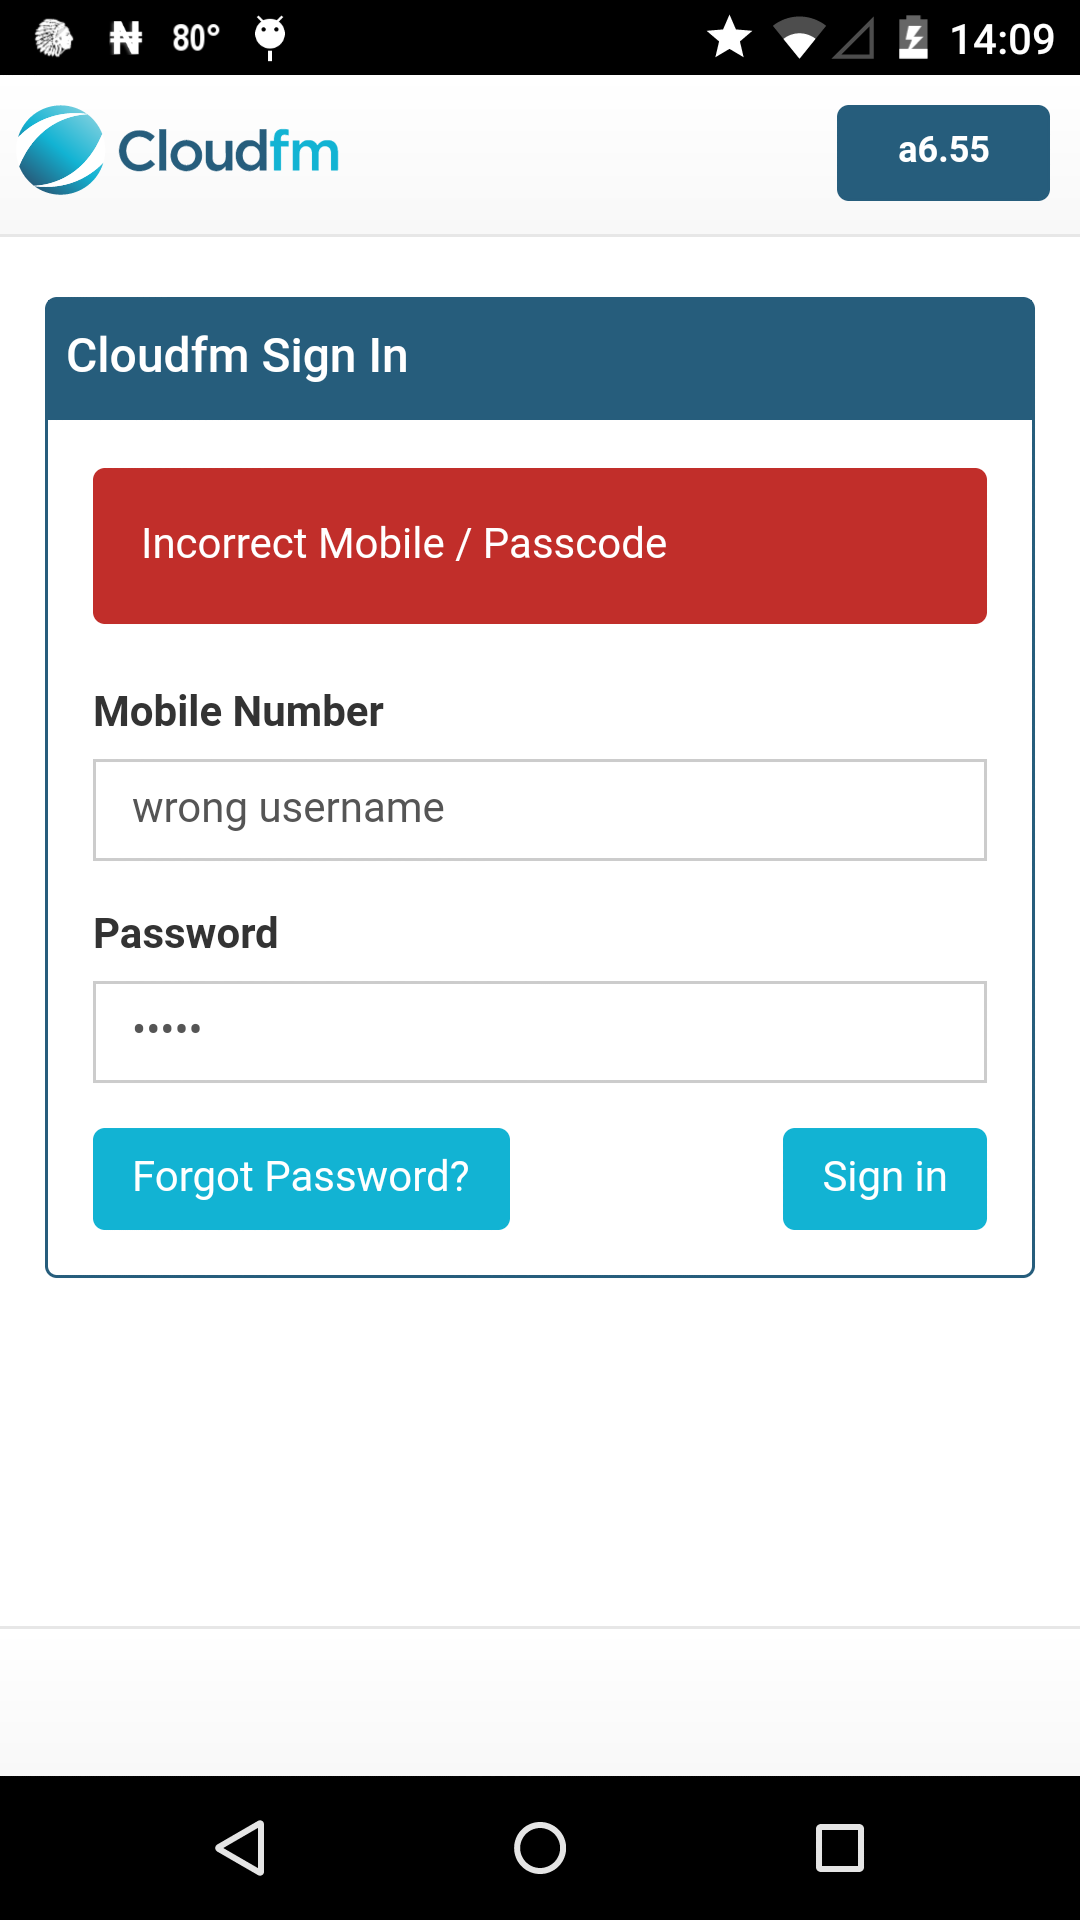 ₦ 80° 14:09
Cloudfm a6.55
Cloudfm Sign In
Incorrect Mobile / Passcode
Mobile Number
wrong username
Password
•••••
Forgot Password? Sign in